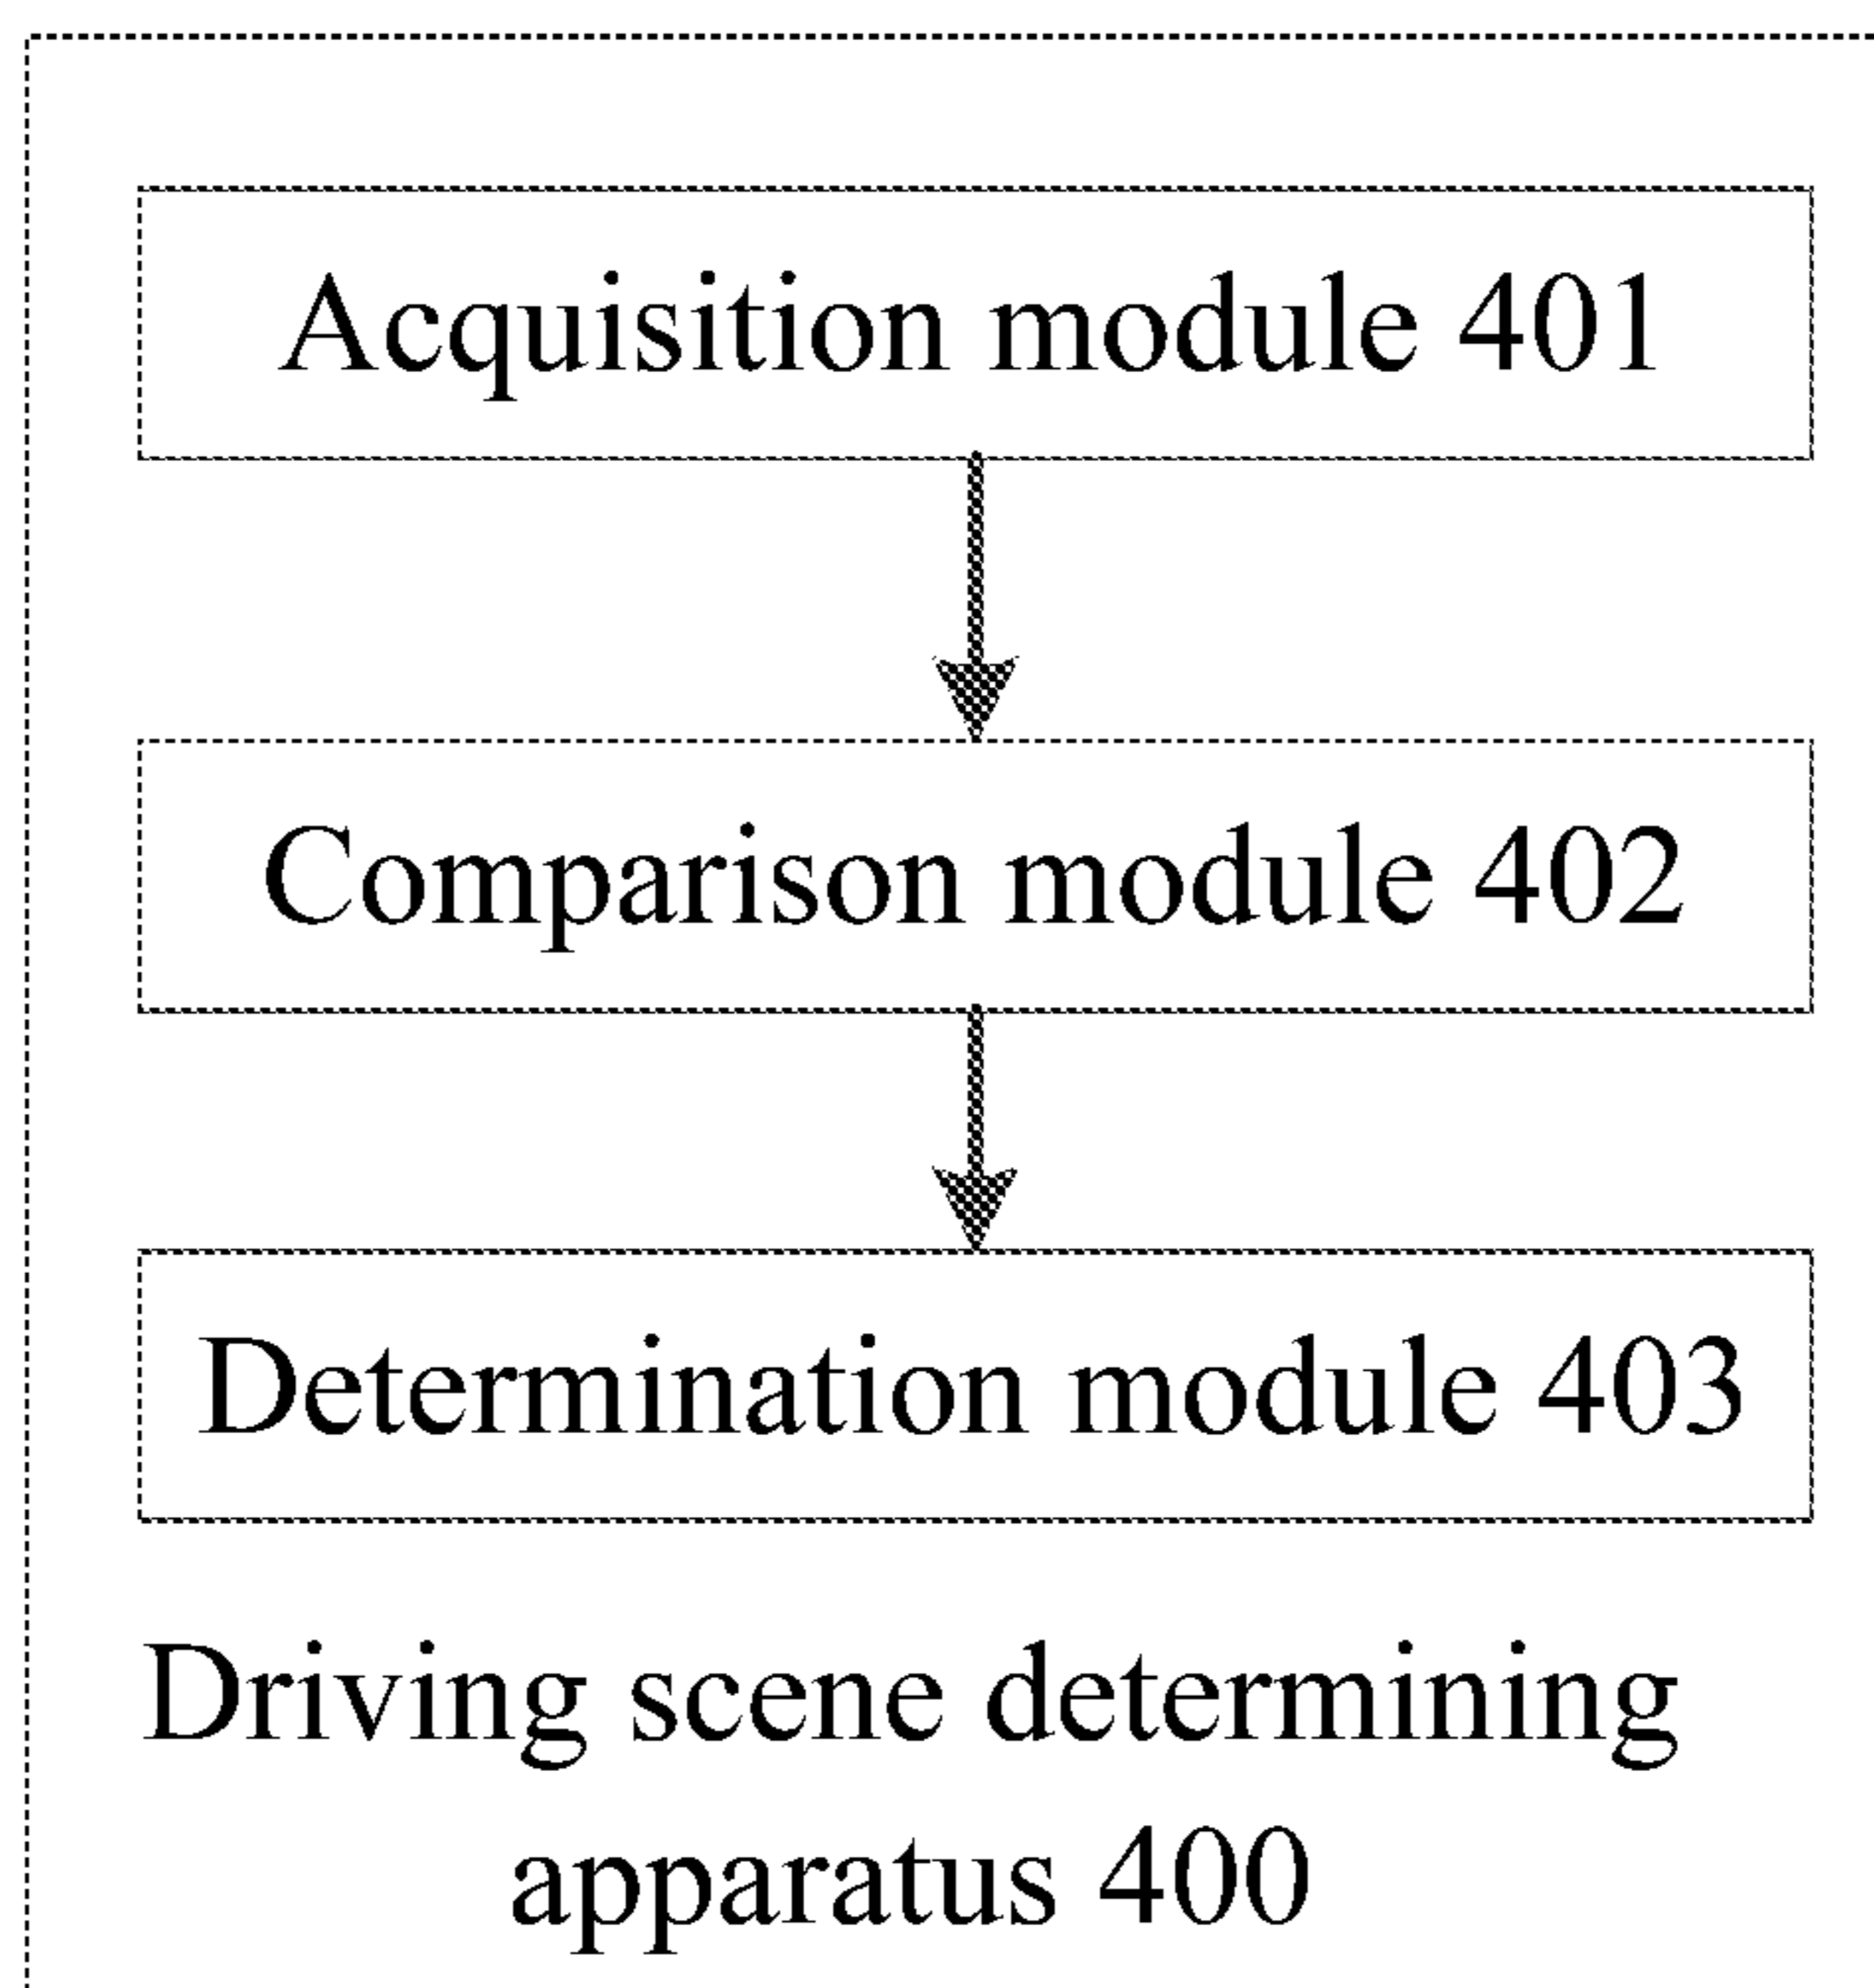 Acquisition module 401
Comparison module 402
Determination module 403
Driving scene determining
apparatus 400